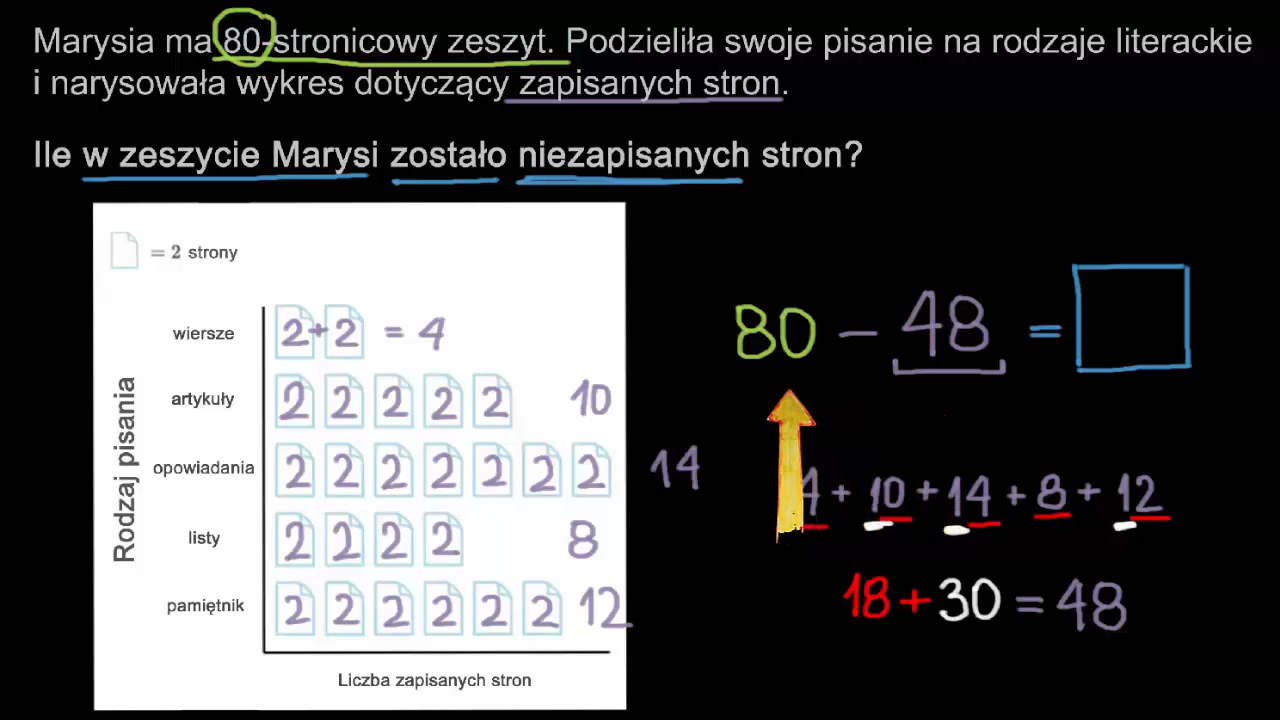 Marysia ma 80-stronicowy zeszyt. Podzieliła swoje pisanie na rodzaje literackie
i narysowała wykres dotyczący zapisanych stron.
Ile w zeszycie Marysi zostało niezapisanych stron?
= 2 strony
Rodzaj pisania
wiersze 2+2 = 4
artykuły 2 2 2 2 2 10
opowiadania 2 2 2 2 2 2 2 14
listy 2 2 2 2 8
pamiętnik 2 2 2 2 2 2 12
Liczba zapisanych stron
80 - 48 =
4 + 10 + 14 + 8 + 12
18 + 30 = 48